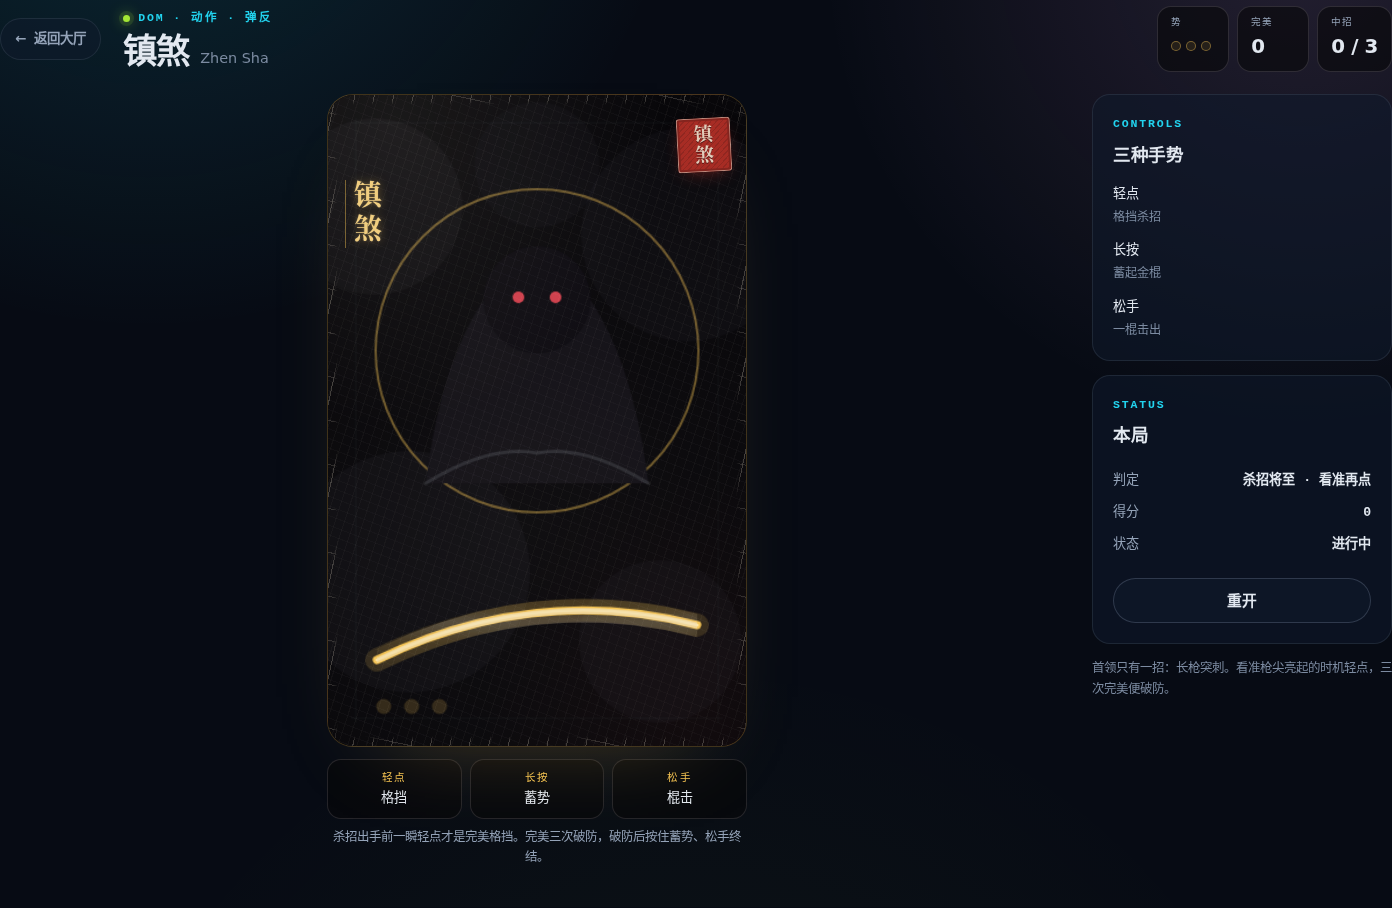 ← 返回大厅
DOM · 动作 · 弹反
镇煞 Zhen Sha
势
完美
0
中招
0 / 3
镇煞
镇煞
轻点
格挡
长按
蓄势
松手
棍击
杀招出手前一瞬轻点才是完美格挡。完美三次破防，破防后按住蓄势、松手终
结。
CONTROLS
三种手势
轻点
格挡杀招
长按
蓄起金棍
松手
一棍击出
STATUS
本局
判定 杀招将至 · 看准再点
得分 0
状态 进行中
重开
首领只有一招：长枪突刺。看准枪尖亮起的时机轻点，三
次完美便破防。